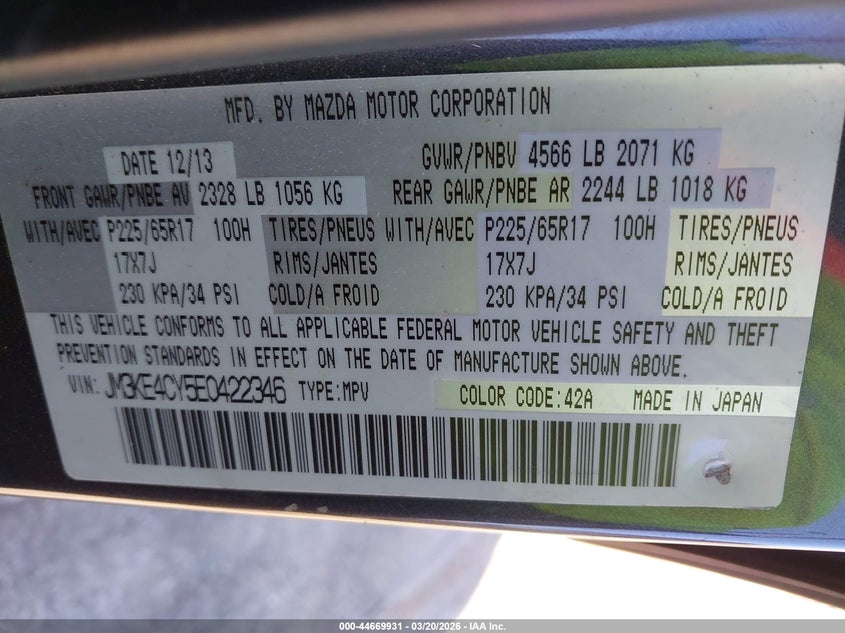 MFD. BY MAZDA MOTOR CORPORATION
DATE 12/13 GVWR/PNBV 4566 LB 2071 KG
FRONT GAWR/PNBE AV 2328 LB 1056 KG REAR GAWR/PNBE AR 2244 LB 1018 KG
WITH/AVEC P225/65R17 100H TIRES/PNEUS WITH/AVEC P225/65R17 100H TIRES/PNEUS
17X7J RIMS/JANTES 17X7J RIMS/JANTES
230 KPA/34 PSI COLD/A FROID 230 KPA/34 PSI COLD/A FROID
THIS VEHICLE CONFORMS TO ALL APPLICABLE FEDERAL MOTOR VEHICLE SAFETY AND THEFT
PREVENTION STANDARDS IN EFFECT ON THE DATE OF MANUFACTURE SHOWN ABOVE.
VIN: JM3KE4CY5E0422346 TYPE:MPV COLOR CODE:42A MADE IN JAPAN
000-44669931 - 03/20/2026 - IAA Inc.